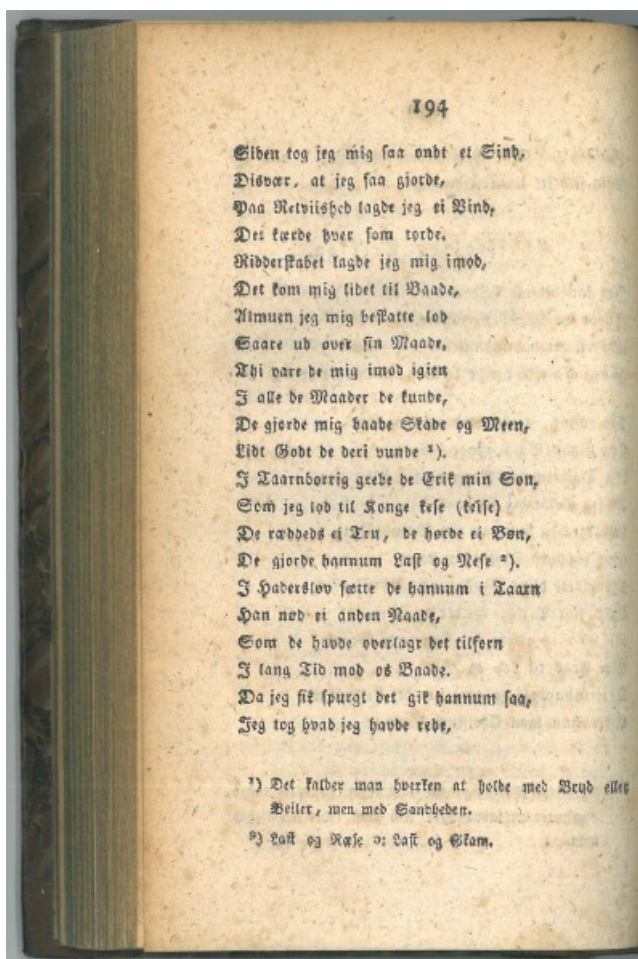 194
Siden tog jeg mig saa ondt et Sind,
Disvær, at jeg saa gjorde,
Paa Retviished lagde jeg ei Vind,
Det kærde hver som torde.
Ridderskabet lagde jeg mig imod,
Det kom mig lidet til Baade,
Almuen jeg mig beskatte lod
Saare ud over sin Maade.
Thi vare de mig imod igien
I alle de Maader de kunde,
De gjorde mig baade Skade og Meen,
Lidt Godt de deri vunde ¹).
I Taarnborrig grebe de Erik min Søn,
Som jeg lod til Konge kese (keise)
De ræddeds ei Tru, de hørde ei Bøn,
De gjorde hannum Last og Nese ²).
I Hadersløv sætte de hannum i Taarn
Han nød ei anden Naade,
Som de havde overlagt det tilforn
I lang Tid mod os Baade.
Da jeg fik spurgt det gik hannum saa,
Jeg tog hvad jeg havde rede,
¹) Det kalder man hverken at holde med Bryd eller
Beiler, men med Sandheden.
²) Last og Næse ɔ: Last og Skam.